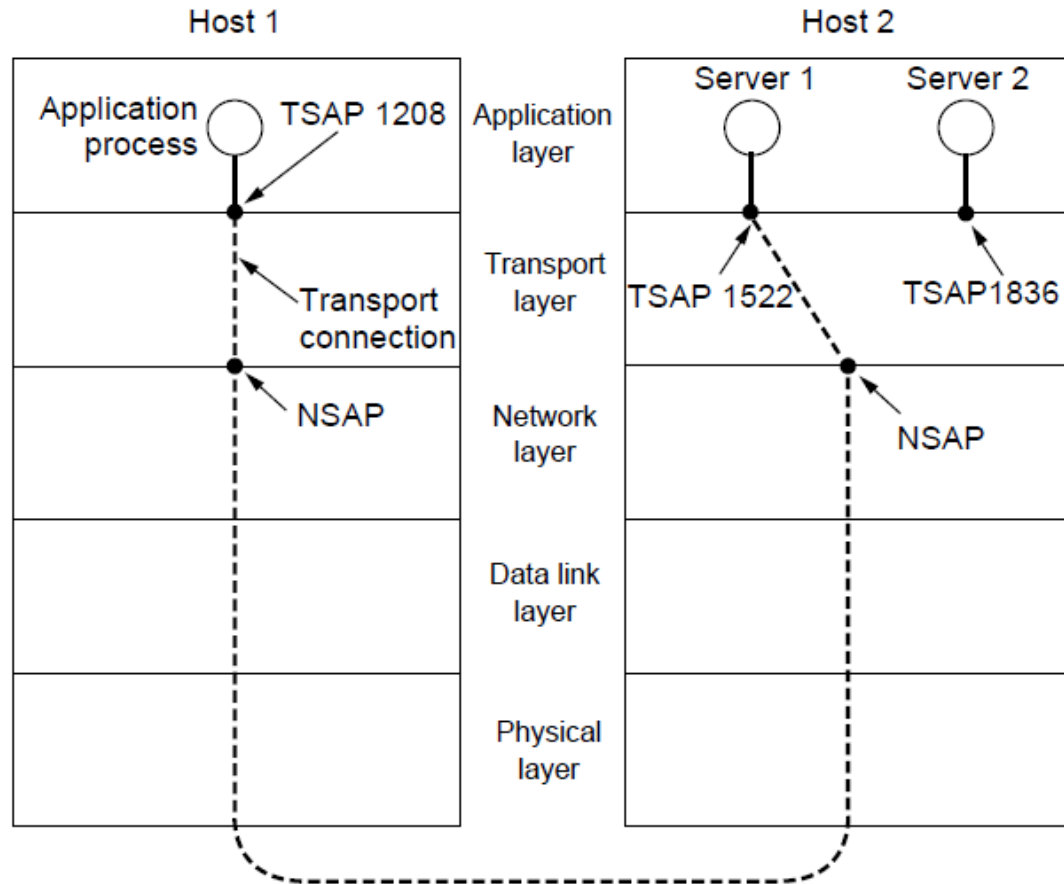 Host 1
Host 2
Application
process
TSAP 1208
Application
layer
Server 1
Server 2
Transport
connection
Transport
layer
TSAP 1522
TSAP1836
NSAP
Network
layer
NSAP
Data link
layer
Physical
layer